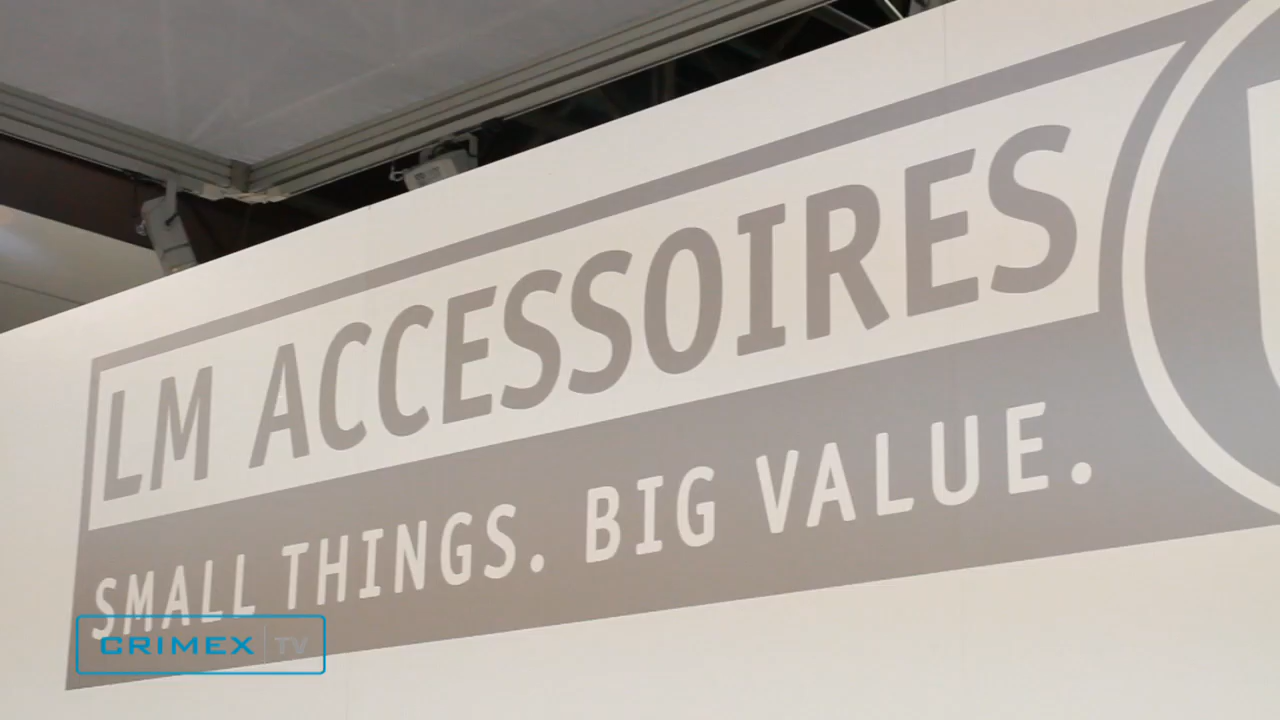 LM ACCESSOIRES
SMALL THINGS. BIG VALUE.
CRIMEX TV